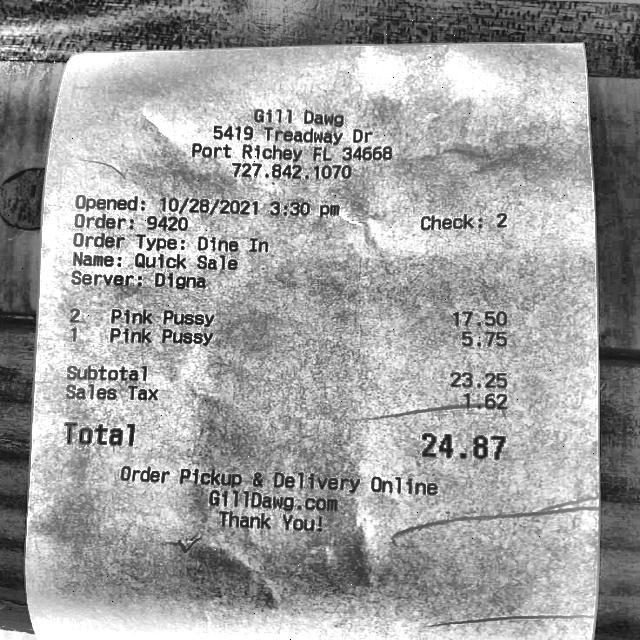 Gill Dawg
5419 Treadway Dr
Port Richey FL 34668
727.842.1070
Opened: 10/28/2021 3:30 pm
Order: 9420 Check: 2
Order Type: Dine In
Name: Quick Sale
Server: Digna
2 Pink Pussy 17.50
1 Pink Pussy 5.75
Subtotal 23.25
Sales Tax 1.62
Total 24.87
Order Pickup & Delivery Online
GillDawg.com
Thank You!